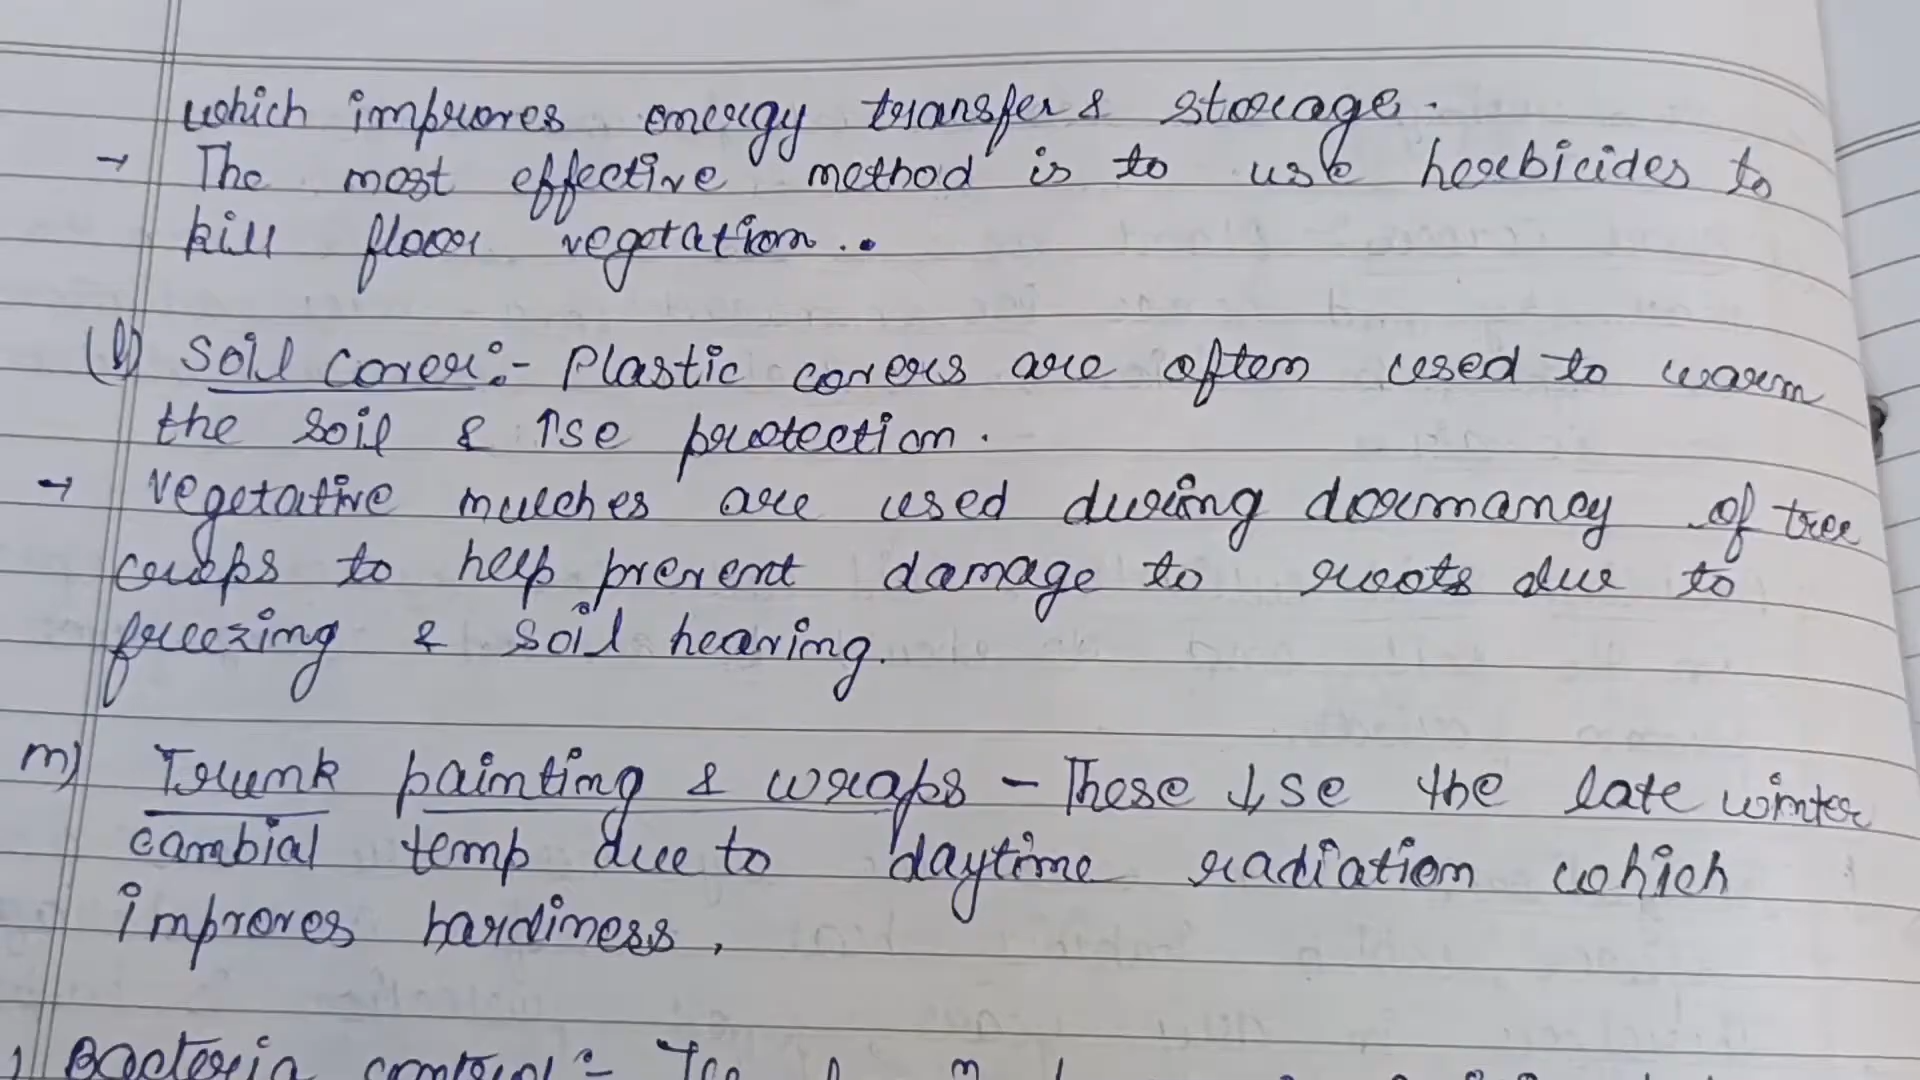 which improves energy transfer & storage.
→ The most effective method is to use herbicides to
kill floor vegetation..
(l) Soil Cover:- Plastic covers are often used to warm
the soil & ↑se protection.
→ Vegetative mulches are used during dormancy of tree
crops to help prevent damage to roots due to
freezing & soil heaving.
m) Trunk painting & wraps - These ↓se the late winter
cambial temp due to daytime radiation which
improves hardiness,
Bacteria control:-